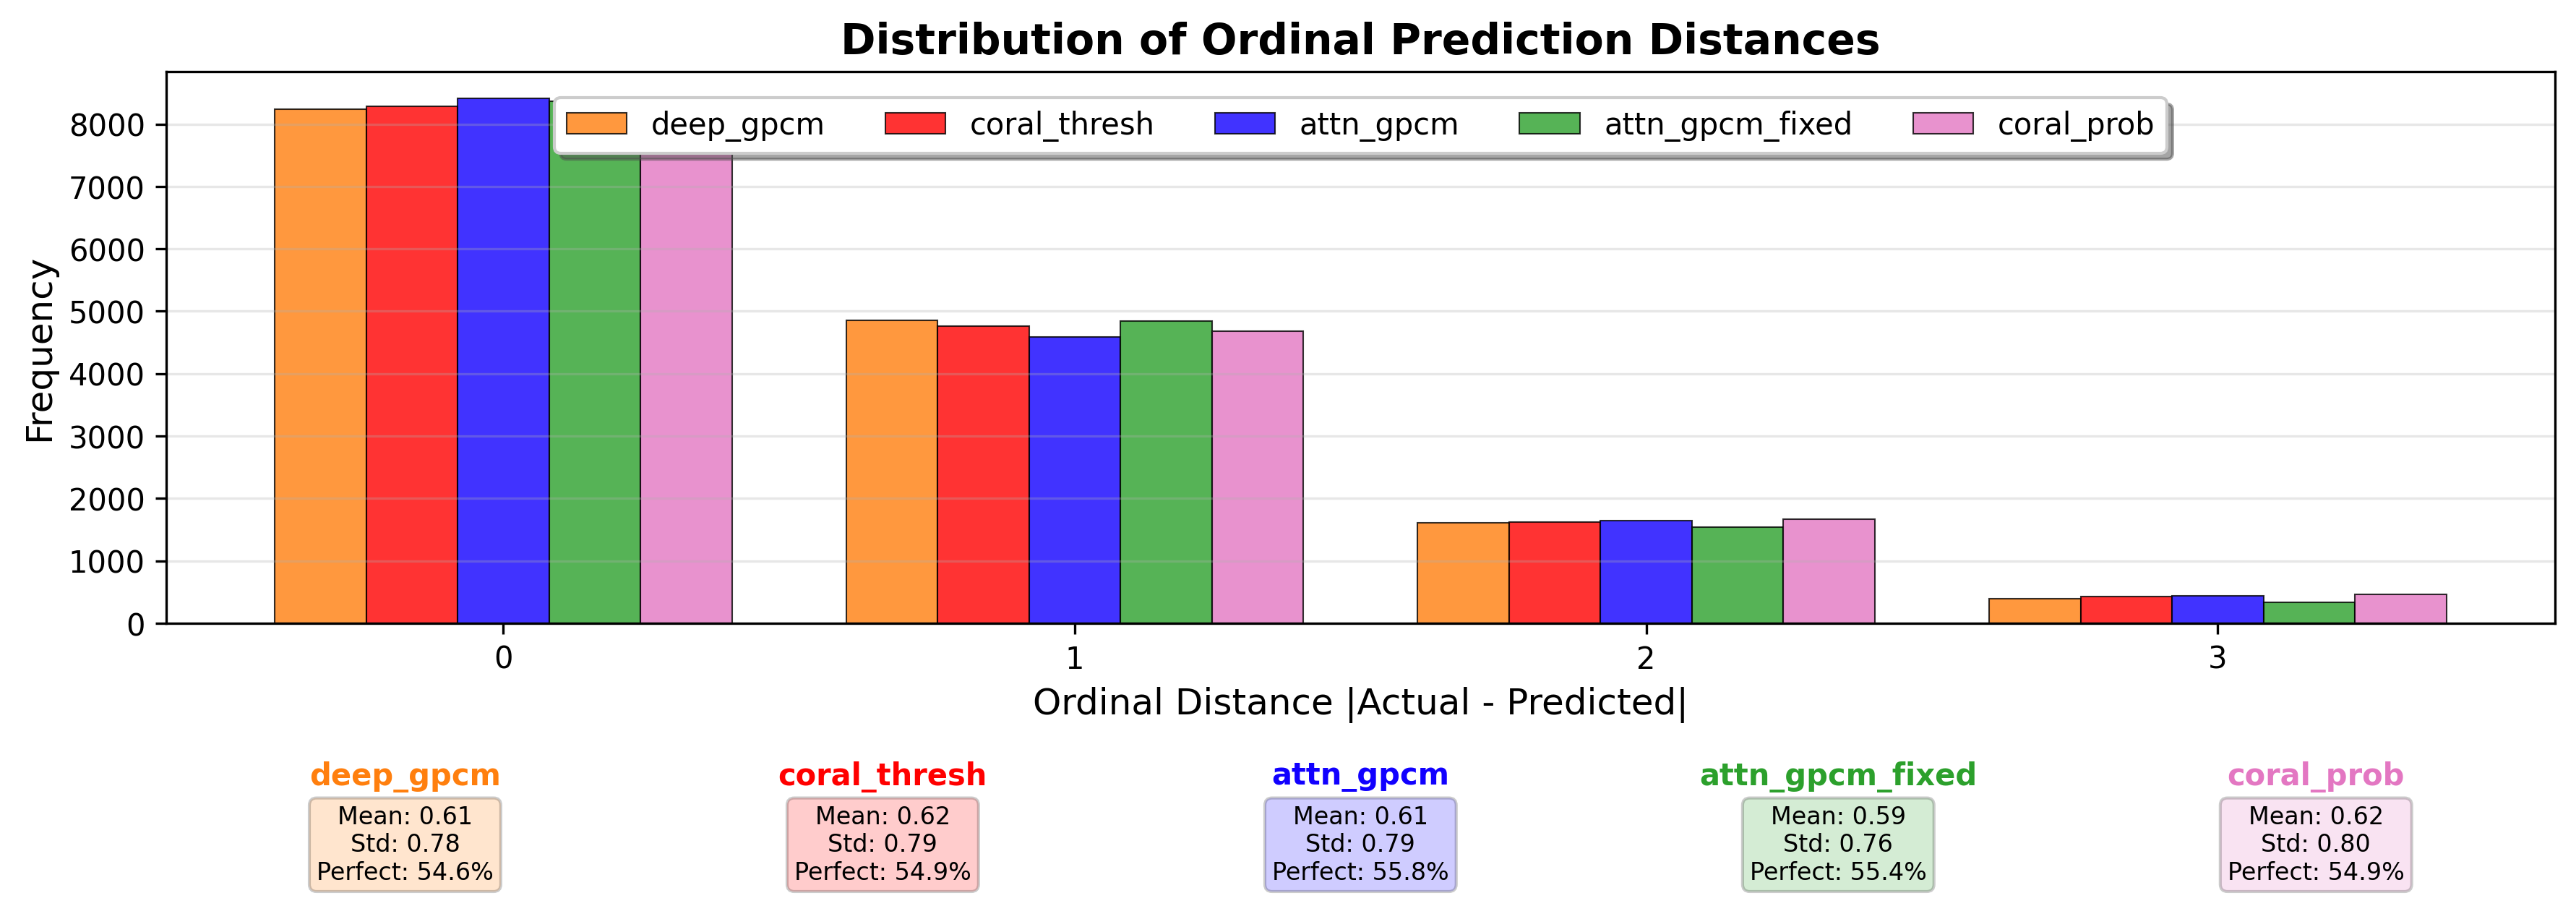 Distribution of Ordinal Prediction Distances
deep_gpcm coral_thresh attn_gpcm attn_gpcm_fixed coral_prob
Frequency
8000
7000
6000
5000
4000
3000
2000
1000
0
0 1 2 3
Ordinal Distance |Actual - Predicted|
deep_gpcm
Mean: 0.61
Std: 0.78
Perfect: 54.6%
coral_thresh
Mean: 0.62
Std: 0.79
Perfect: 54.9%
attn_gpcm
Mean: 0.61
Std: 0.79
Perfect: 55.8%
attn_gpcm_fixed
Mean: 0.59
Std: 0.76
Perfect: 55.4%
coral_prob
Mean: 0.62
Std: 0.80
Perfect: 54.9%